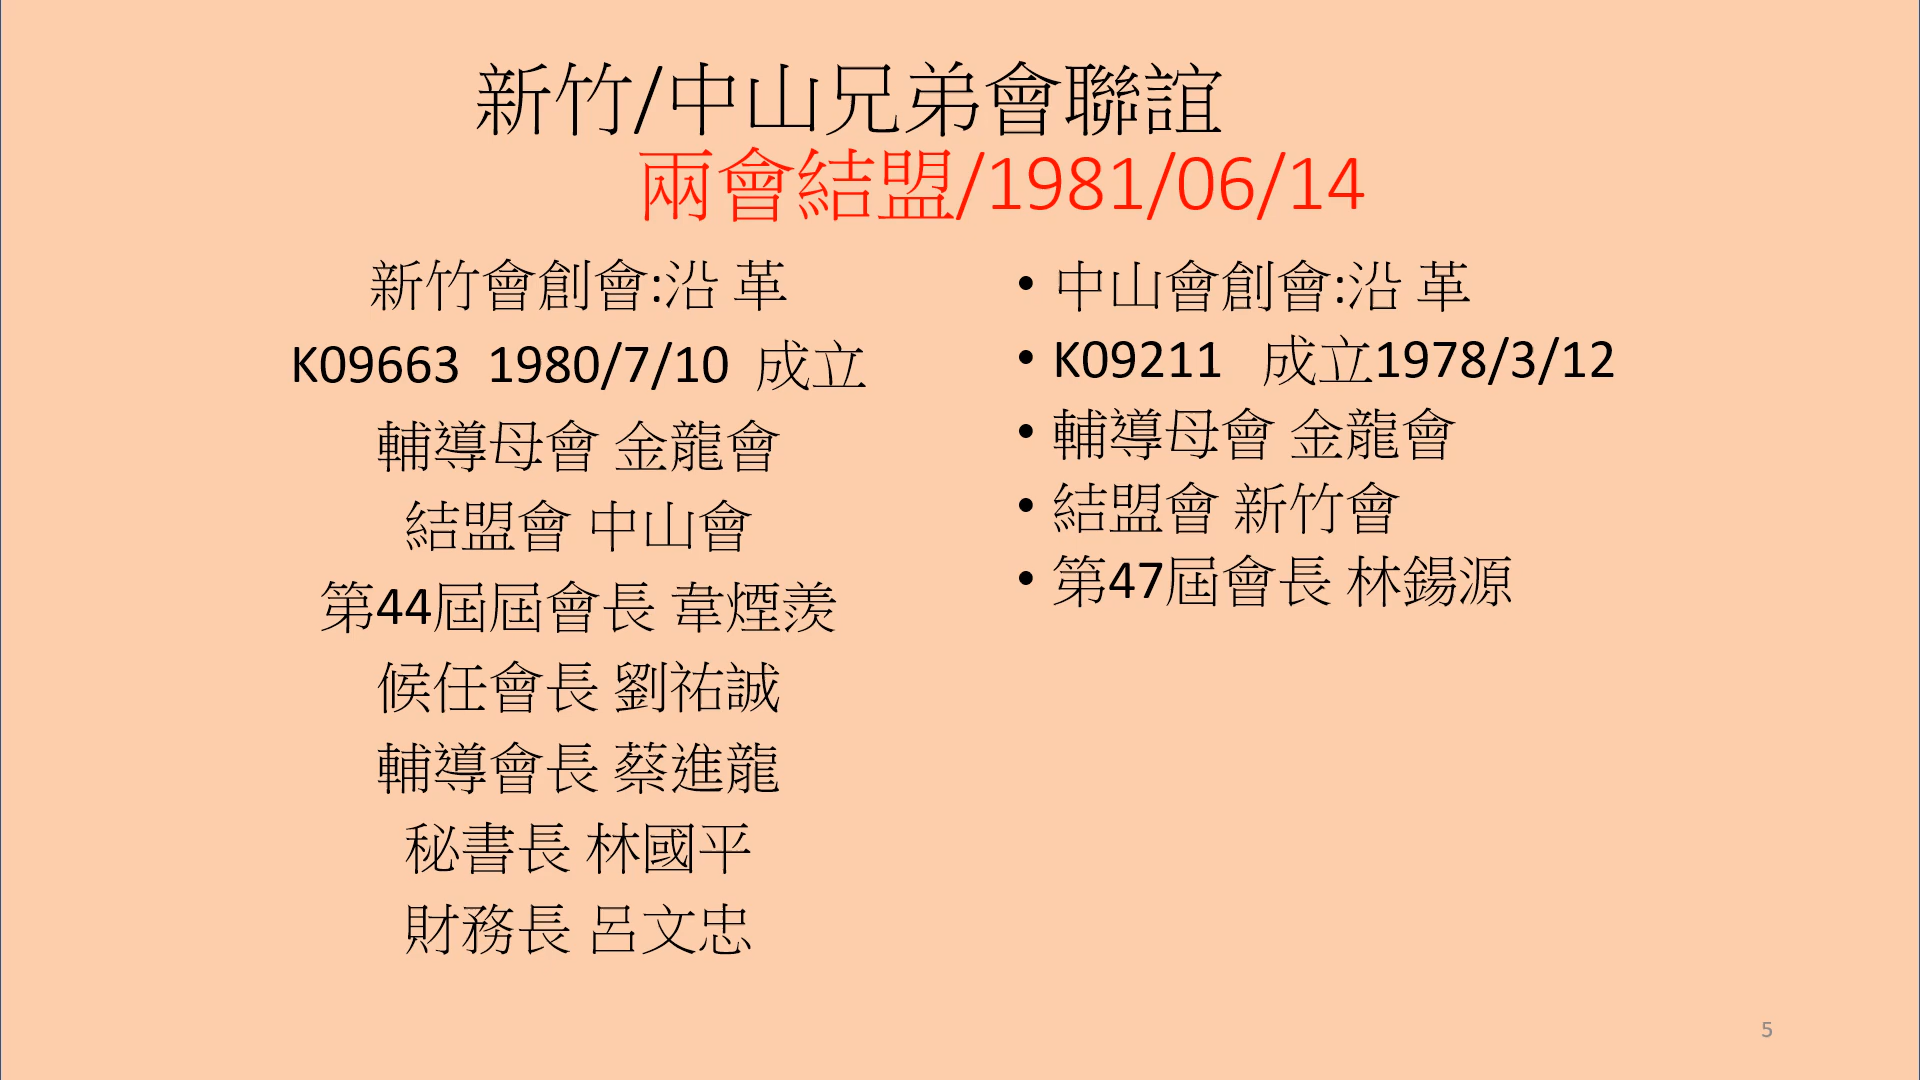 新竹/中山兄弟會聯誼
兩會結盟/1981/06/14
新竹會創會:沿 革
K09663 1980/7/10 成立
輔導母會 金龍會
結盟會 中山會
第44屆屆會長 韋煙羨
候任會長 劉祐誠
輔導會長 蔡進龍
秘書長 林國平
財務長 呂文忠
• 中山會創會:沿 革
• K09211 成立1978/3/12
• 輔導母會 金龍會
• 結盟會 新竹會
• 第47屆會長 林鍚源
5